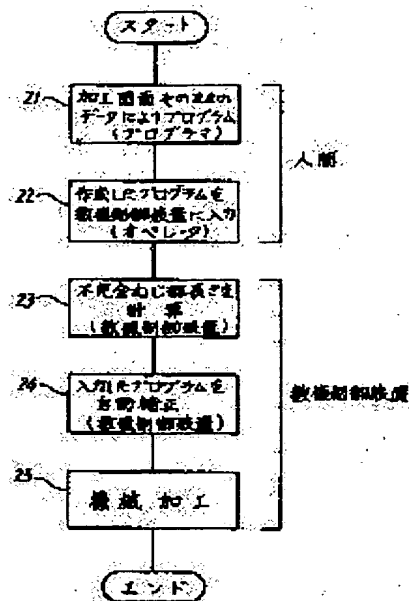 スタート
21
加工図面そのままの
データによりプログラム
(プログラマ)
22
作成したプログラムを
数値制御装置に入力
(オペレータ)
人間
23
不完全ねじ部長さを
計算
(数値制御装置)
24
入力したプログラムを
自動補正
(数値制御装置)
数値制御装置
25
機械加工
エンド